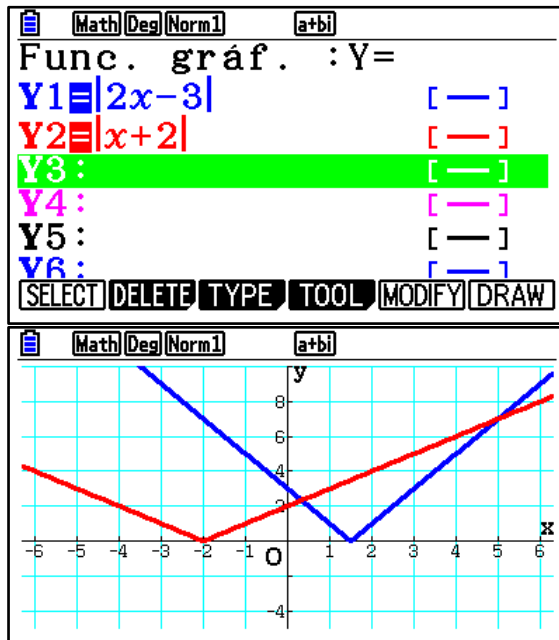 Math Deg Norm1 a+bi
Func. gráf. :Y=
Y1=|2x-3| [—]
Y2=|x+2| [—]
Y3: [—]
Y4: [—]
Y5: [—]
Y6: [—]
SELECT DELETE TYPE TOOL MODIFY DRAW
Math Deg Norm1 a+bi
y
8
6
4
2
-6 -5 -4 -3 -2 -1 O 1 2 3 4 5 6 x
-4